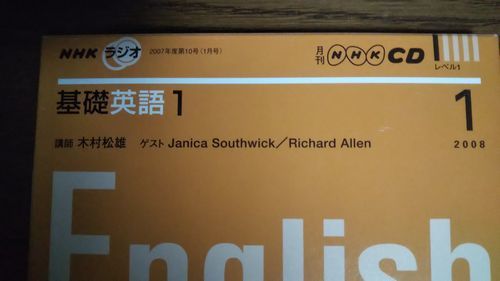 NHK ラジオ 2007年度第10号(1月号) 月刊 NHK CD レベル1
基礎英語1 1
講師 木村松雄 ゲスト Janica Southwick／Richard Allen 2008
English